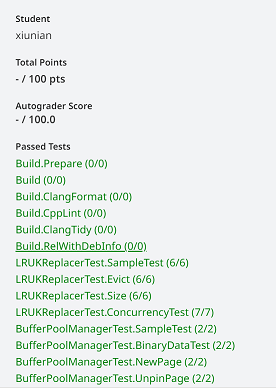 Student
xiunian
Total Points
- / 100 pts
Autograder Score
- / 100.0
Passed Tests
Build.Prepare (0/0)
Build (0/0)
Build.ClangFormat (0/0)
Build.CppLint (0/0)
Build.ClangTidy (0/0)
Build.RelWithDebInfo (0/0)
LRUKReplacerTest.SampleTest (6/6)
LRUKReplacerTest.Evict (6/6)
LRUKReplacerTest.Size (6/6)
LRUKReplacerTest.ConcurrencyTest (7/7)
BufferPoolManagerTest.SampleTest (2/2)
BufferPoolManagerTest.BinaryDataTest (2/2)
BufferPoolManagerTest.NewPage (2/2)
BufferPoolManagerTest.UnpinPage (2/2)